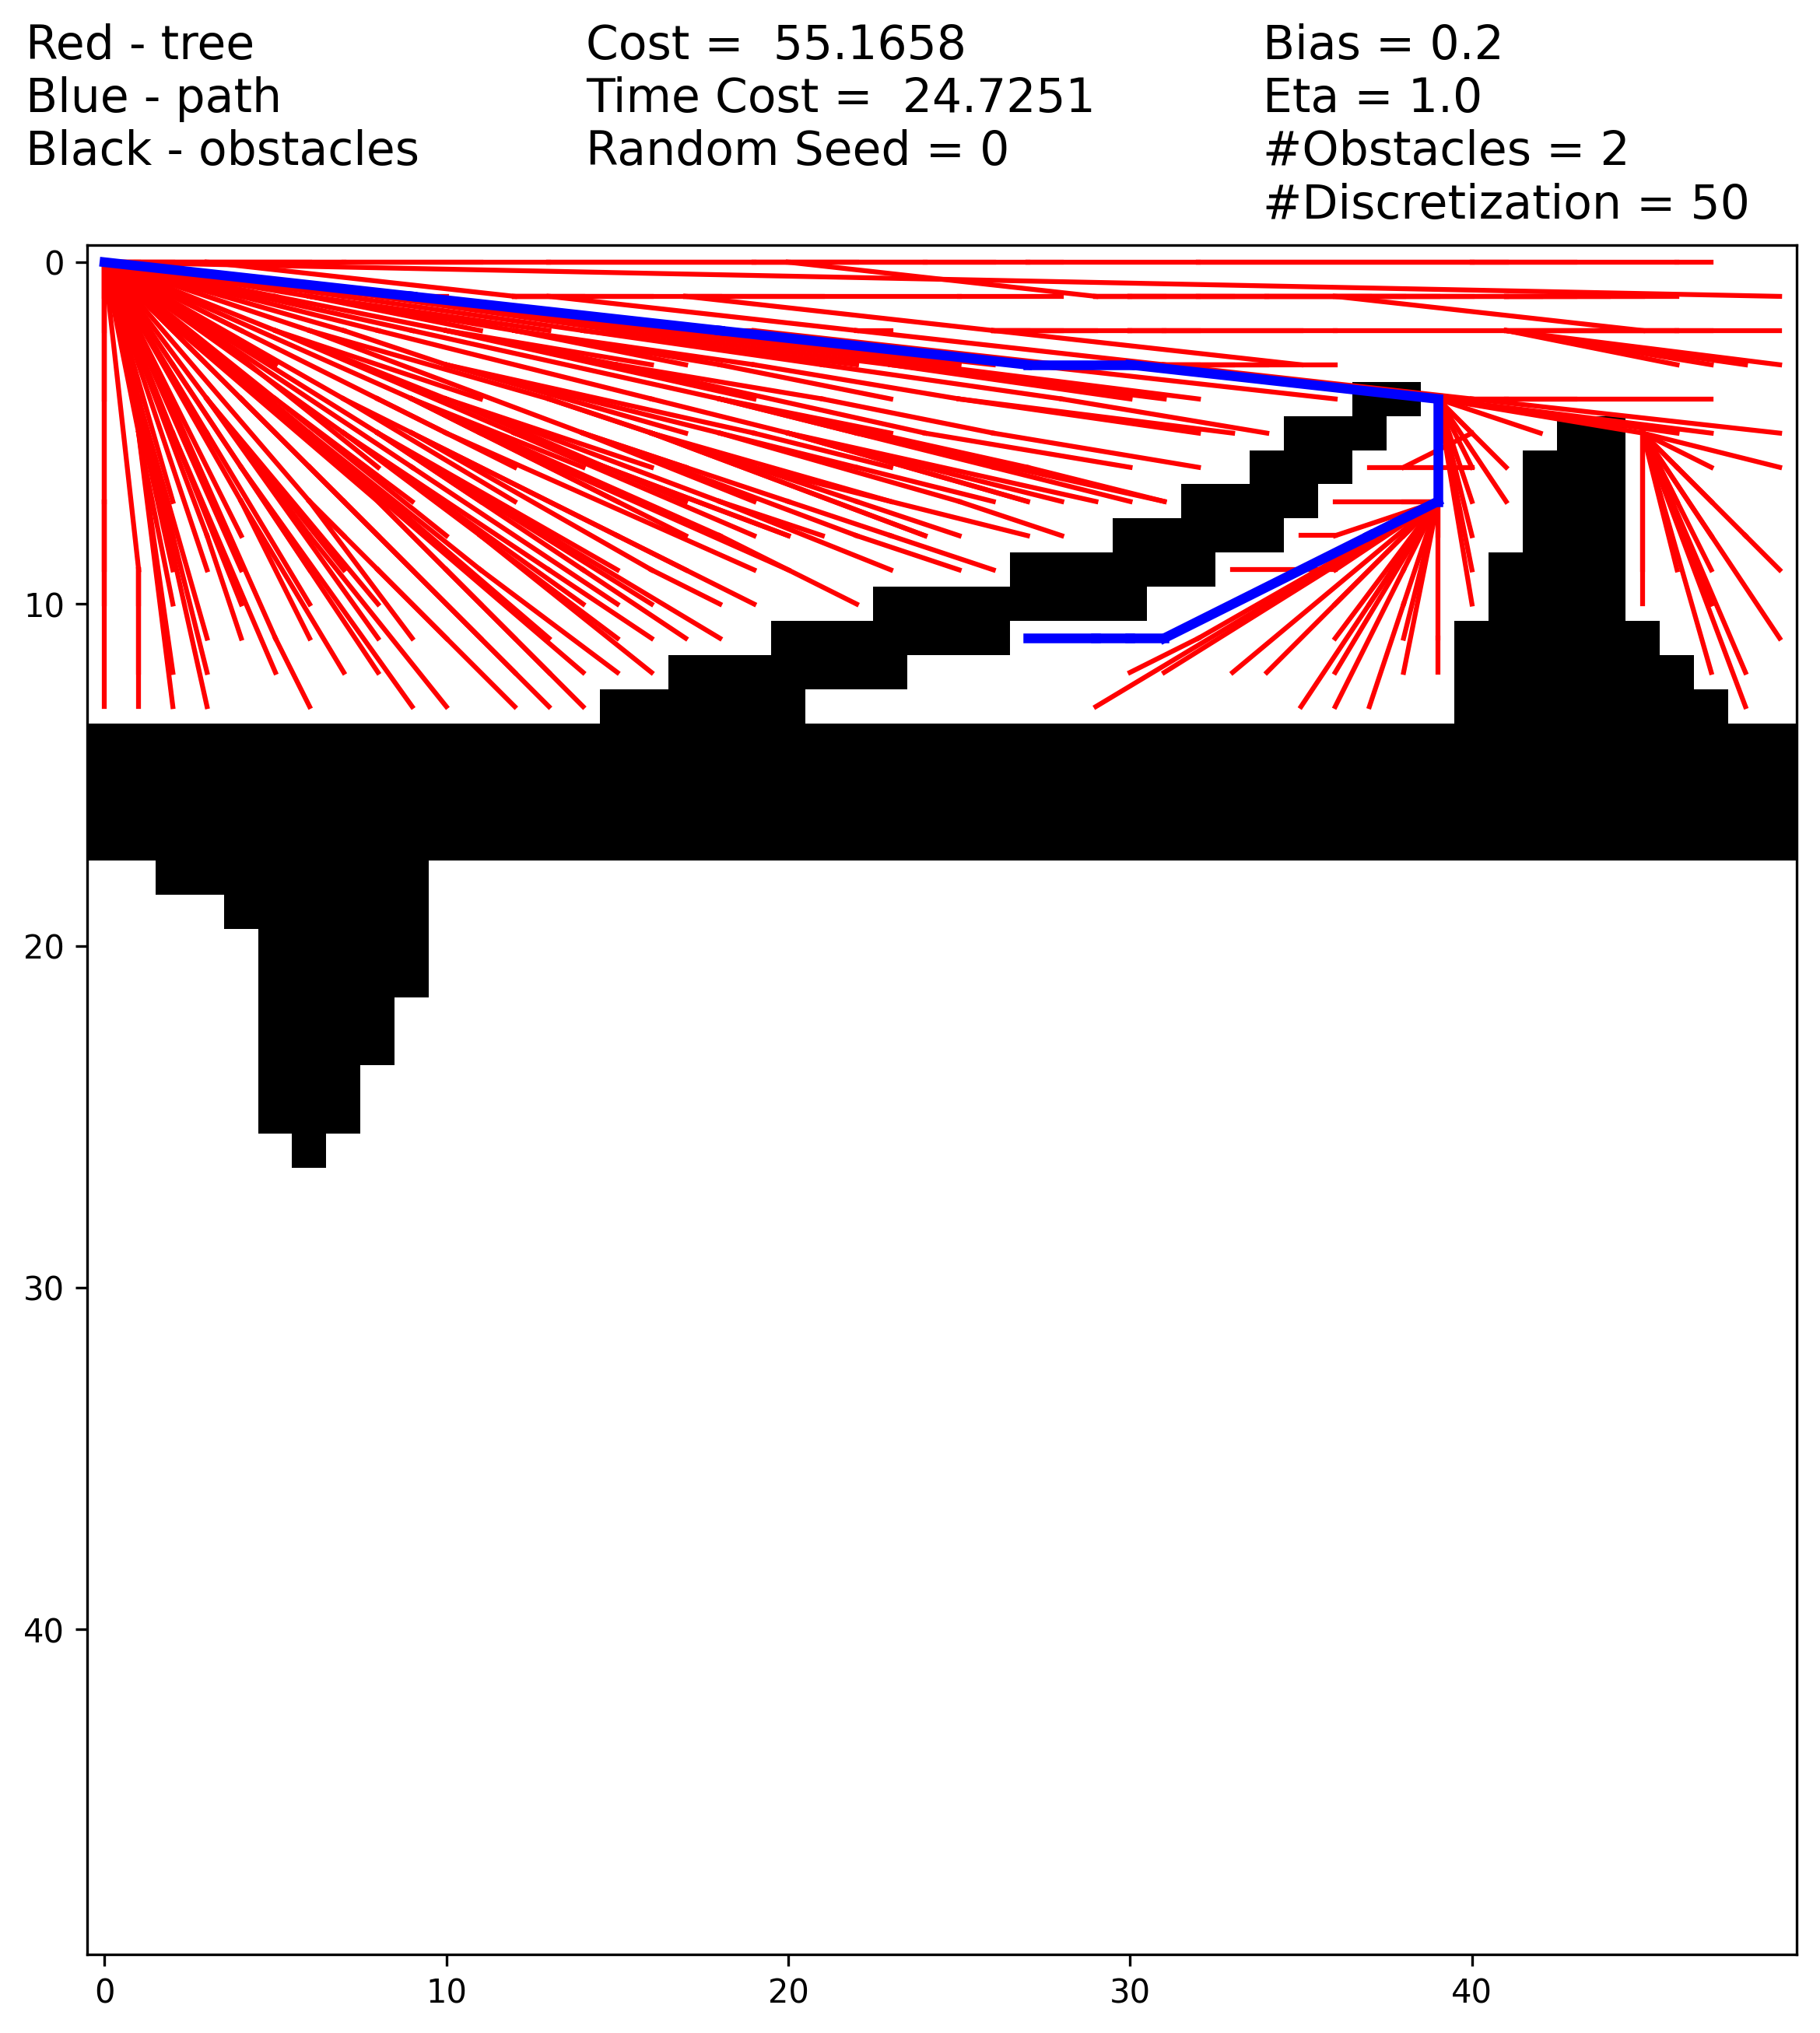 Red - tree
Blue - path
Black - obstacles
Cost =  55.1658
Time Cost =  24.7251
Random Seed = 0
Bias = 0.2
Eta = 1.0
#Obstacles = 2
#Discretization = 50
0
10
20
30
40
0 10 20 30 40